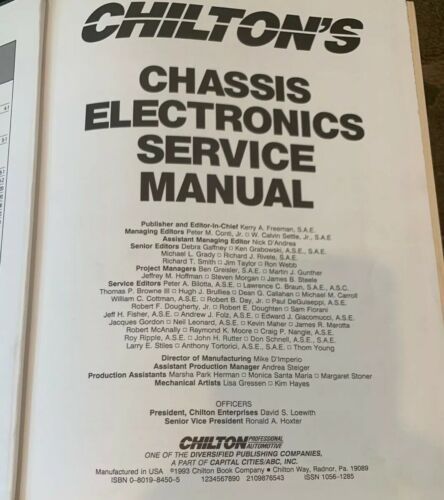 CHILTON'S
CHASSIS
ELECTRONICS
SERVICE
MANUAL
Publisher and Editor-In-Chief Kerry A. Freeman, S.A.E.
Managing Editors Peter M. Conti, Jr. □ W. Calvin Settle, Jr., S.A.E
Assistant Managing Editor Nick D'Andrea
Senior Editors Debra Gaffney □ Ken Grabowski, A.S.E., S.A.E.
Michael L. Grady □ Richard J. Rivele, S.A.E.
Richard T. Smith □ Jim Taylor □ Ron Webb
Project Managers Ben Greisler, S.A.E. □ Martin J. Gunther
Jeffrey M. Hoffman □ Steven Morgan □ James B. Steele
Service Editors Peter A. Bilotta, A.S.E. □ Lawrence C. Braun, S.A.E., A.S.C.
Thomas P. Browne III □ Hugh J. Brullies □ Dean G. Callahan □ Michael M. Carroll
William C. Cottman, A.S.E. □ Robert B. Day, Jr. □ Paul DeGuiseppi, A.S.E.
Robert F. Dougherty, Jr. □ Robert E. Doughten □ Sam Fiorani
Jeff H. Fisher, A.S.E. □ Andrew J. Folz, A.S.E. □ Edward J. Giacomucci, A.S.E.
Jacques Gordon □ Neil Leonard, A.S.E. □ Kevin Maher □ James R. Marotta
Robert McAnally □ Raymond K. Moore □ Craig P. Nangle, A.S.E.
Roy Ripple, A.S.E. □ John H. Rutter □ Don Schnell, A.S.E., S.A.E.
Larry E. Stiles □ Anthony Tortorici, A.S.E., S.A.E. □ Thom Young
Director of Manufacturing Mike D'Imperio
Assistant Production Manager Andrea Steiger
Production Assistants Marsha Park Herman □ Monica Santa Maria □ Margaret Stoner
Mechanical Artists Lisa Gressen □ Kim Hayes
OFFICERS
President, Chilton Enterprises David S. Loewith
Senior Vice President Ronald A. Hoxter
CHILTON PROFESSIONAL AUTOMOTIVE
ONE OF THE DIVERSIFIED PUBLISHING COMPANIES,
A PART OF CAPITAL CITIES/ABC, INC.
Manufactured in USA ©1993 Chilton Book Company □ Chilton Way, Radnor, Pa. 19089
ISBN 0-8019-8450-5 1234567890 2109876543 ISSN 1056-1285